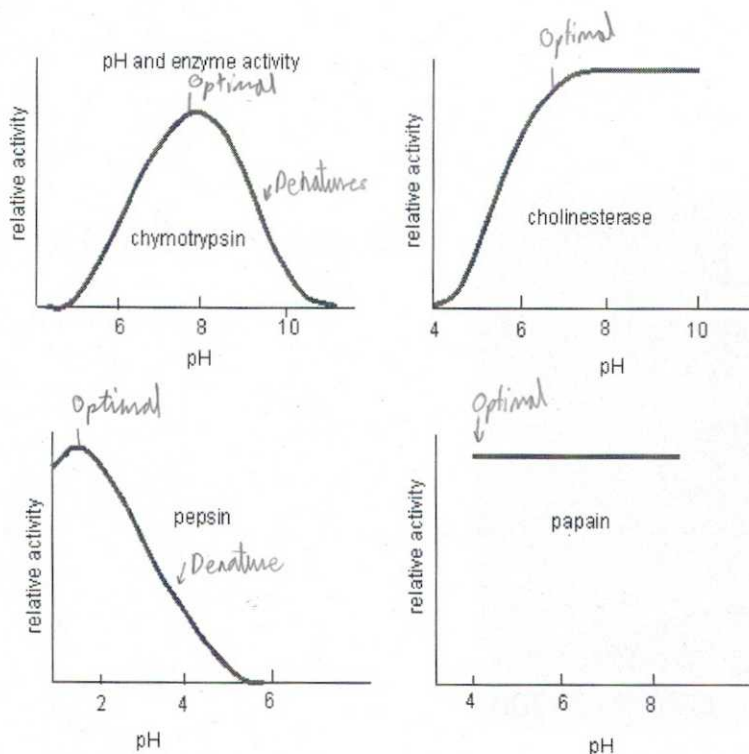 pH and enzyme activity
Optimal
Denatures
relative activity
chymotrypsin
6 8 10
pH
Optimal
relative activity
cholinesterase
4 6 8 10
pH
Optimal
relative activity
pepsin
Denature
2 4 6
pH
Optimal
relative activity
papain
4 6 8
pH